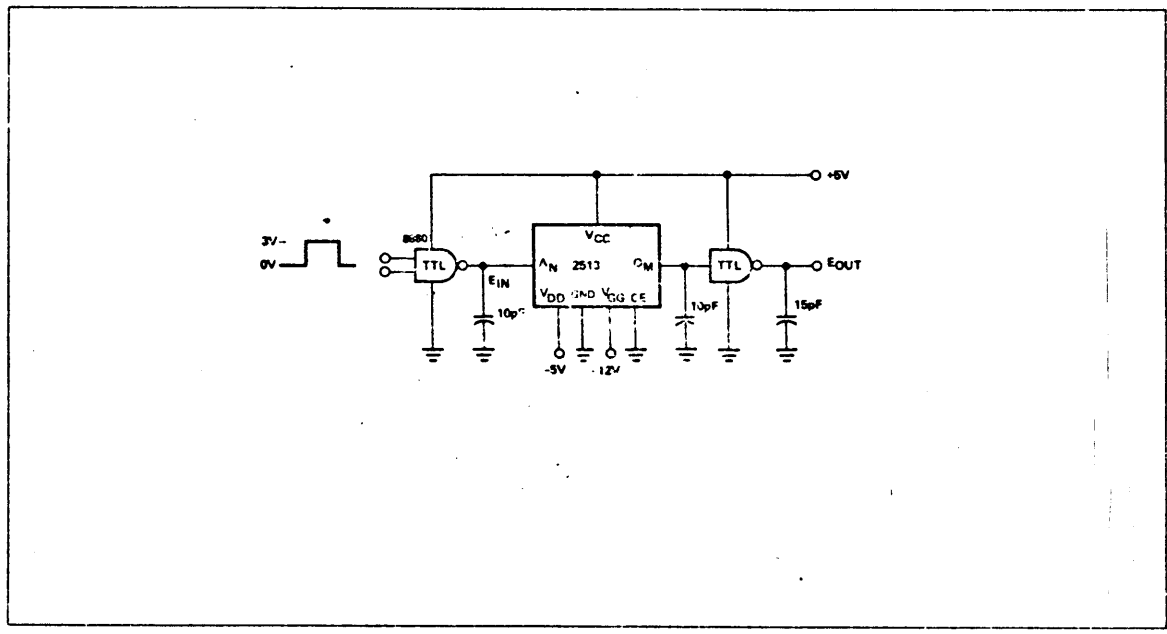 +5V
3V
0V
TTL
EIN
10pF
VCC
AN
2513
OM
VDD
GND
VGG
CE
-5V
-12V
10pF
TTL
EOUT
15pF